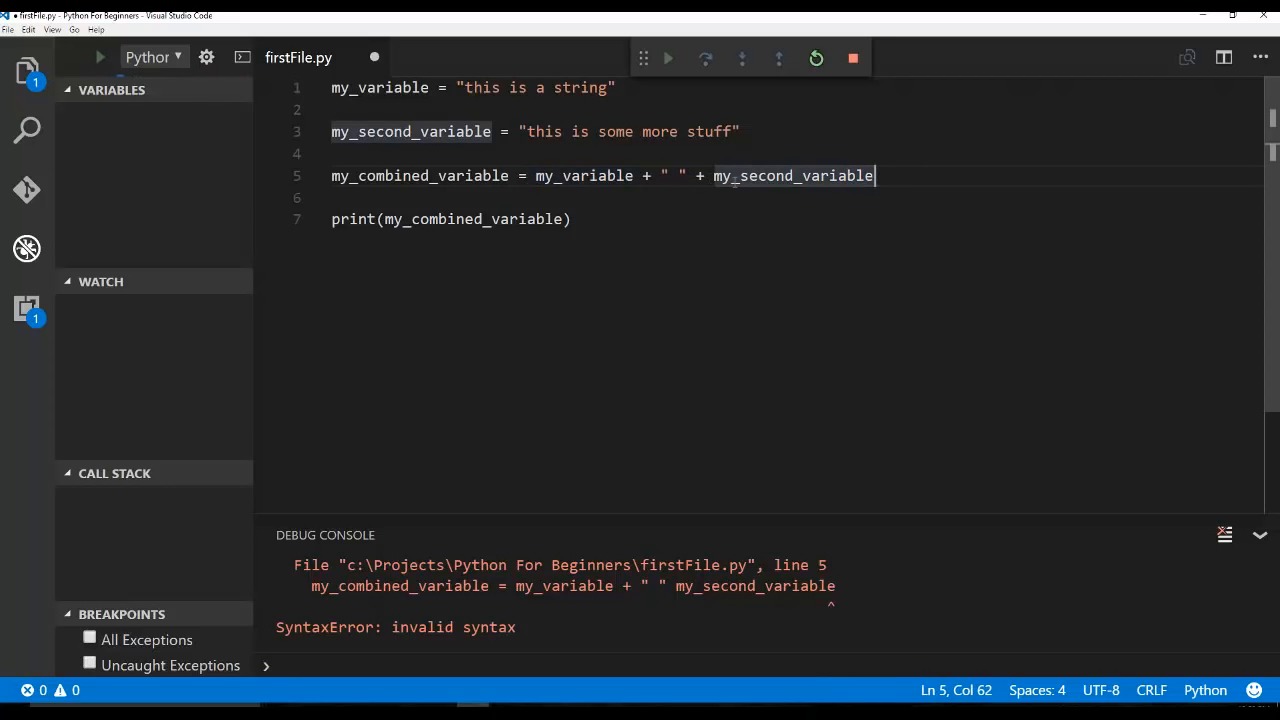 ● firstFile.py - Python For Beginners - Visual Studio Code
File Edit View Go Help
Python
firstFile.py
1
VARIABLES
1 my_variable = "this is a string"
2
3 my_second_variable = "this is some more stuff"
4
5 my_combined_variable = my_variable + " " + my_second_variable
6
7 print(my_combined_variable)
WATCH
1
CALL STACK
DEBUG CONSOLE
File "c:\Projects\Python For Beginners\firstFile.py", line 5
my_combined_variable = my_variable + " " my_second_variable
^
SyntaxError: invalid syntax
BREAKPOINTS
All Exceptions
Uncaught Exceptions
0 0
Ln 5, Col 62 Spaces: 4 UTF-8 CRLF Python